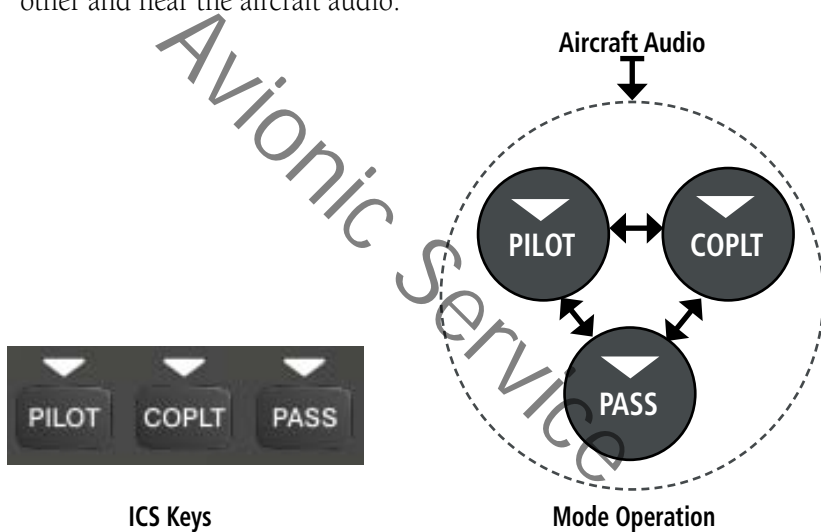 other and hear the aircraft audio.
Avionic Service
Aircraft Audio
PILOT
COPLT
PASS
PILOT
COPLT
PASS
ICS Keys
Mode Operation